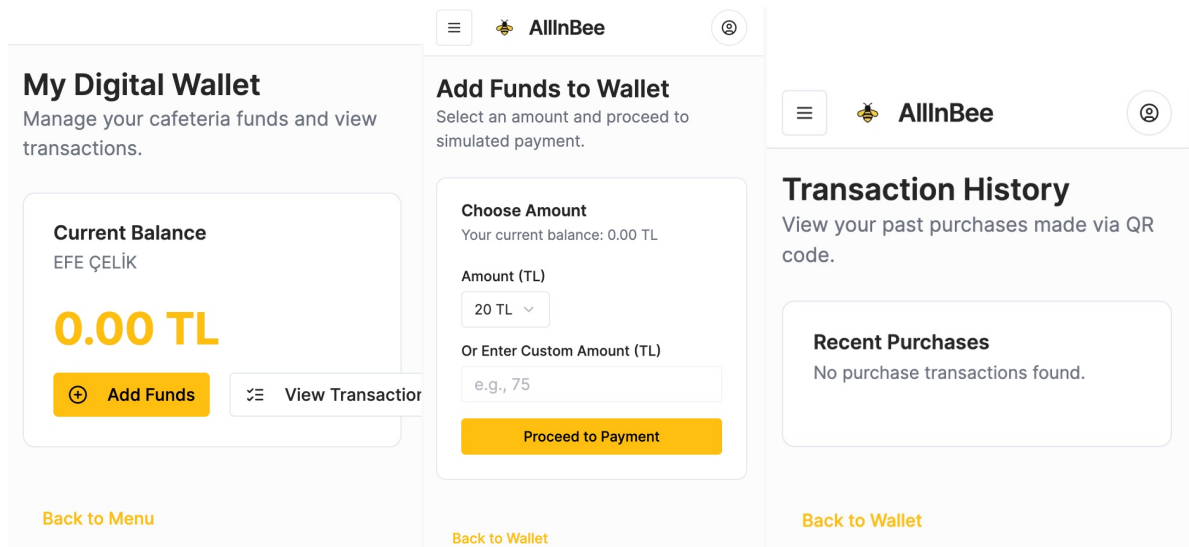 My Digital Wallet
Manage your cafeteria funds and view
transactions.
Current Balance
EFE ÇELİK
0.00 TL
Add Funds
View Transaction
Back to Menu
AllInBee
Add Funds to Wallet
Select an amount and proceed to
simulated payment.
Choose Amount
Your current balance: 0.00 TL
Amount (TL)
20 TL
Or Enter Custom Amount (TL)
e.g., 75
Proceed to Payment
Back to Wallet
AllInBee
Transaction History
View your past purchases made via QR
code.
Recent Purchases
No purchase transactions found.
Back to Wallet